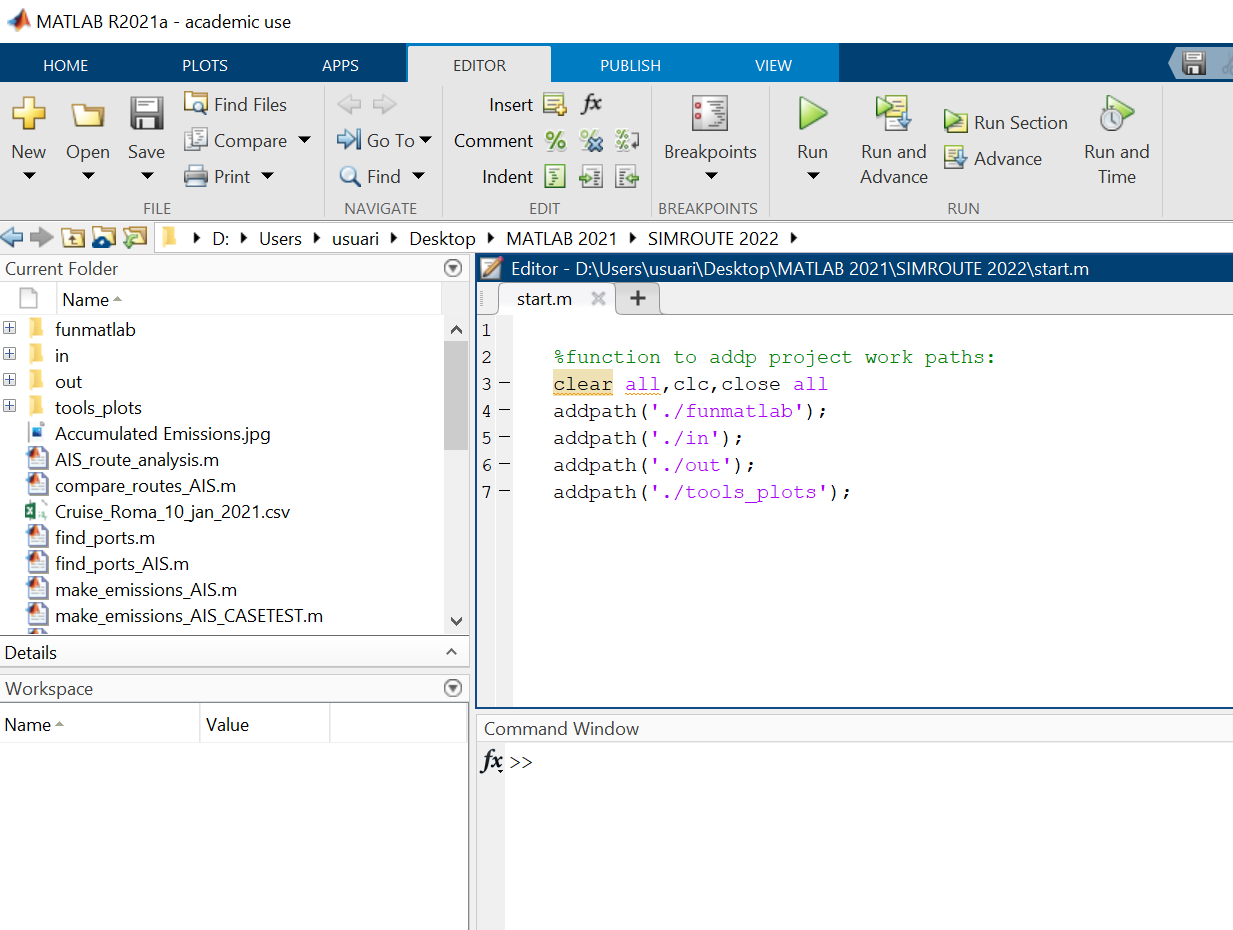 MATLAB R2021a - academic use
HOME PLOTS APPS EDITOR PUBLISH VIEW
New
Open
Save
Find Files
Compare
Print
FILE
Go To
Find
NAVIGATE
Insert fx
Comment
Indent
EDIT
Breakpoints
BREAKPOINTS
Run
Run and
Advance
Run Section
Advance
Run and
Time
RUN
D: Users usuari Desktop MATLAB 2021 SIMROUTE 2022
Current Folder
Name
funmatlab
in
out
tools_plots
Accumulated Emissions.jpg
AIS_route_analysis.m
compare_routes_AIS.m
Cruise_Roma_10_jan_2021.csv
find_ports.m
find_ports_AIS.m
make_emissions_AIS.m
make_emissions_AIS_CASETEST.m
Details
Workspace
Name Value
Editor - D:\Users\usuari\Desktop\MATLAB 2021\SIMROUTE 2022\start.m
start.m
1
2 %function to addp project work paths:
3 clear all,clc,close all
4 addpath('./funmatlab');
5 addpath('./in');
6 addpath('./out');
7 addpath('./tools_plots');
Command Window
fx >>